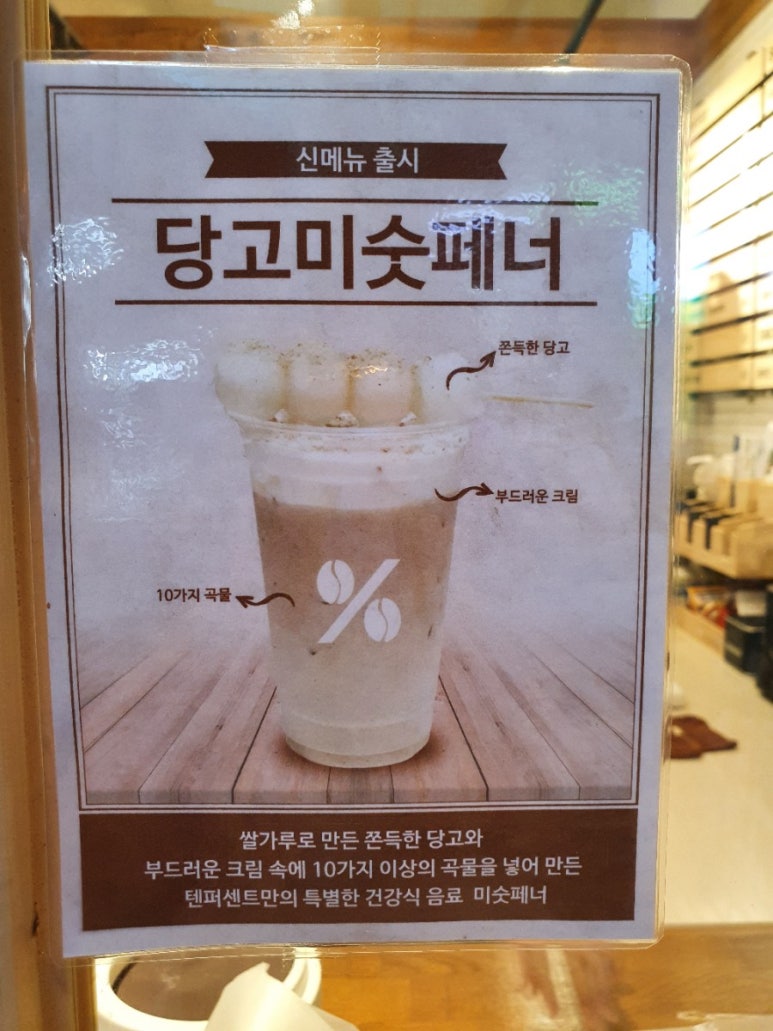 신메뉴 출시
당고미숫페너
쫀득한 당고
부드러운 크림
10가지 곡물
%
쌀가루로 만든 쫀득한 당고와
부드러운 크림 속에 10가지 이상의 곡물을 넣어 만든
텐퍼센트만의 특별한 건강식 음료 미숫페너